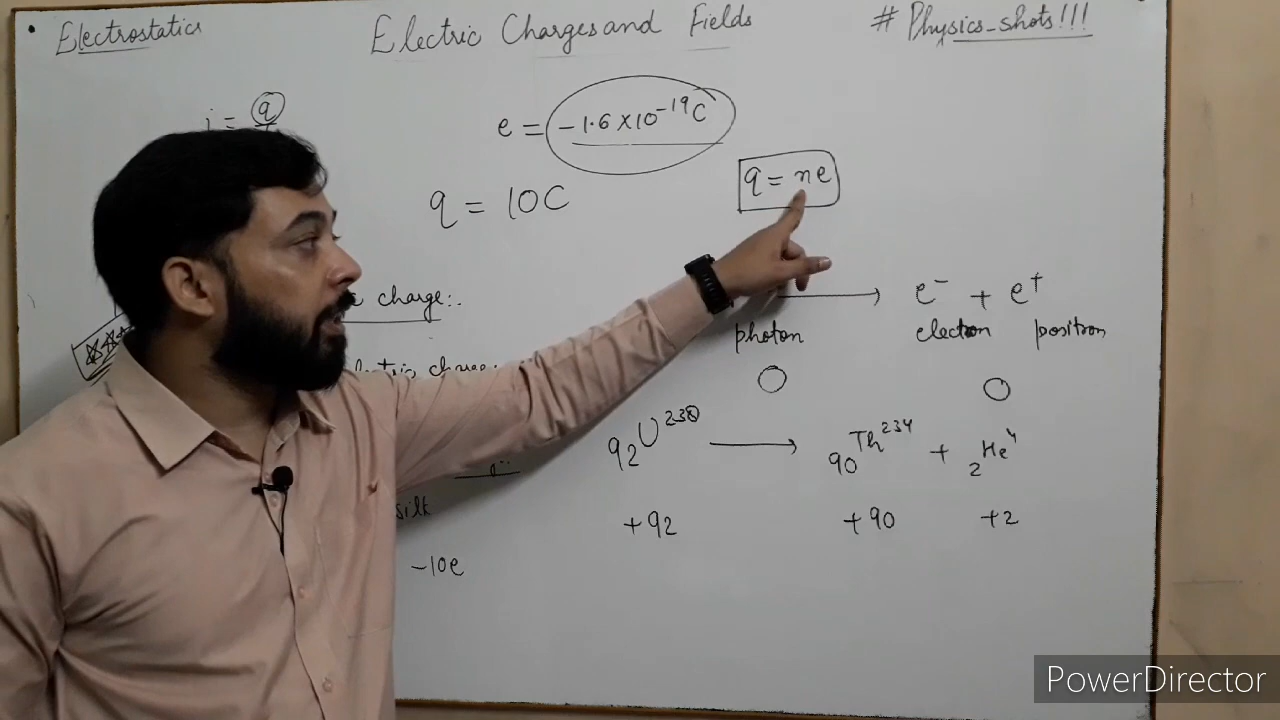 Electrostatics
Electric Charges and Fields
# Physics-shots!!!
i = q
e = -1.6×10⁻¹⁹C
q = 10C
q = ne
charge:.
e⁻ + e⁺
photon electron positron
₉₂U²³⁸ → ₉₀Th²³⁴ + ₂He⁴
silk
+92 +90 +2
-10e
PowerDirector